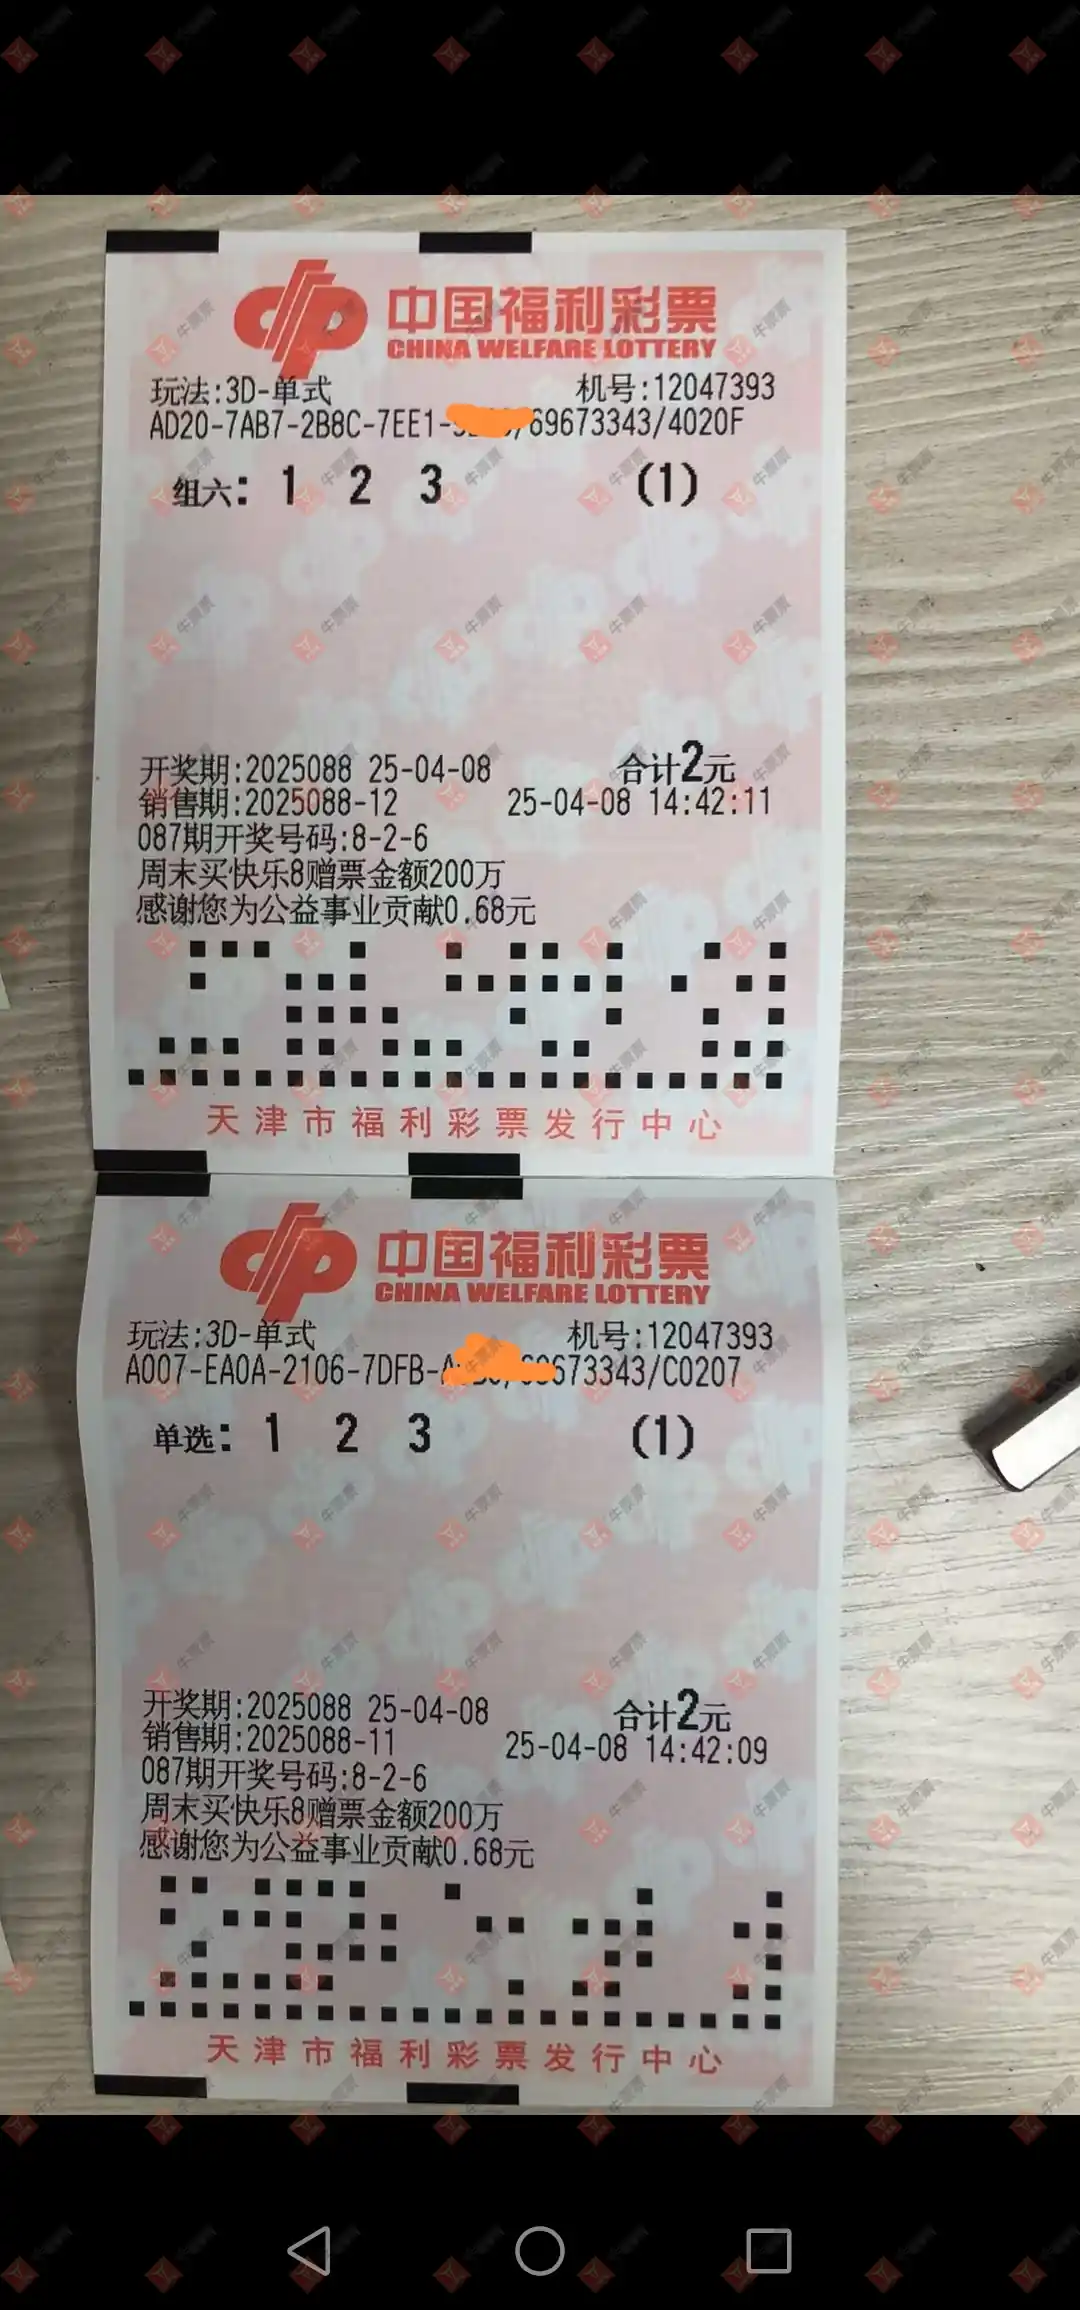 中国福利彩票
CHINA WELFARE LOTTERY
玩法:3D-单式 机号:12047393
AD20-7AB7-2B8C-7EE1- /69673343/4020F
组六: 1 2 3 (1)
开奖期:2025088 25-04-08 合计2元
销售期:2025088-12 25-04-08 14:42:11
087期开奖号码:8-2-6
周末买快乐8赠票金额200万
感谢您为公益事业贡献0.68元
天津市福利彩票发行中心
中国福利彩票
CHINA WELFARE LOTTERY
玩法:3D-单式 机号:12047393
A007-EA0A-2106-7DFB- 673343/C0207
单选: 1 2 3 (1)
开奖期:2025088 25-04-08 合计2元
销售期:2025088-11 25-04-08 14:42:09
087期开奖号码:8-2-6
周末买快乐8赠票金额200万
感谢您为公益事业贡献0.68元
天津市福利彩票发行中心